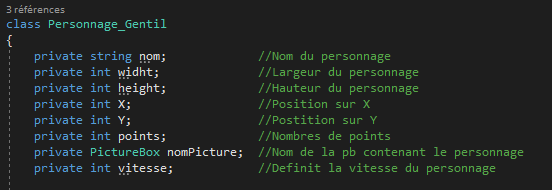 3 références
class Personnage_Gentil
{
private string nom; //Nom du personnage
private int widht; //Largeur du personnage
private int height; //Hauteur du personnage
private int X; //Position sur X
private int Y; //Postition sur Y
private int points; //Nombres de points
private PictureBox nomPicture; //Nom de la pb contenant le personnage
private int vitesse; //Definit la vitesse du personnage